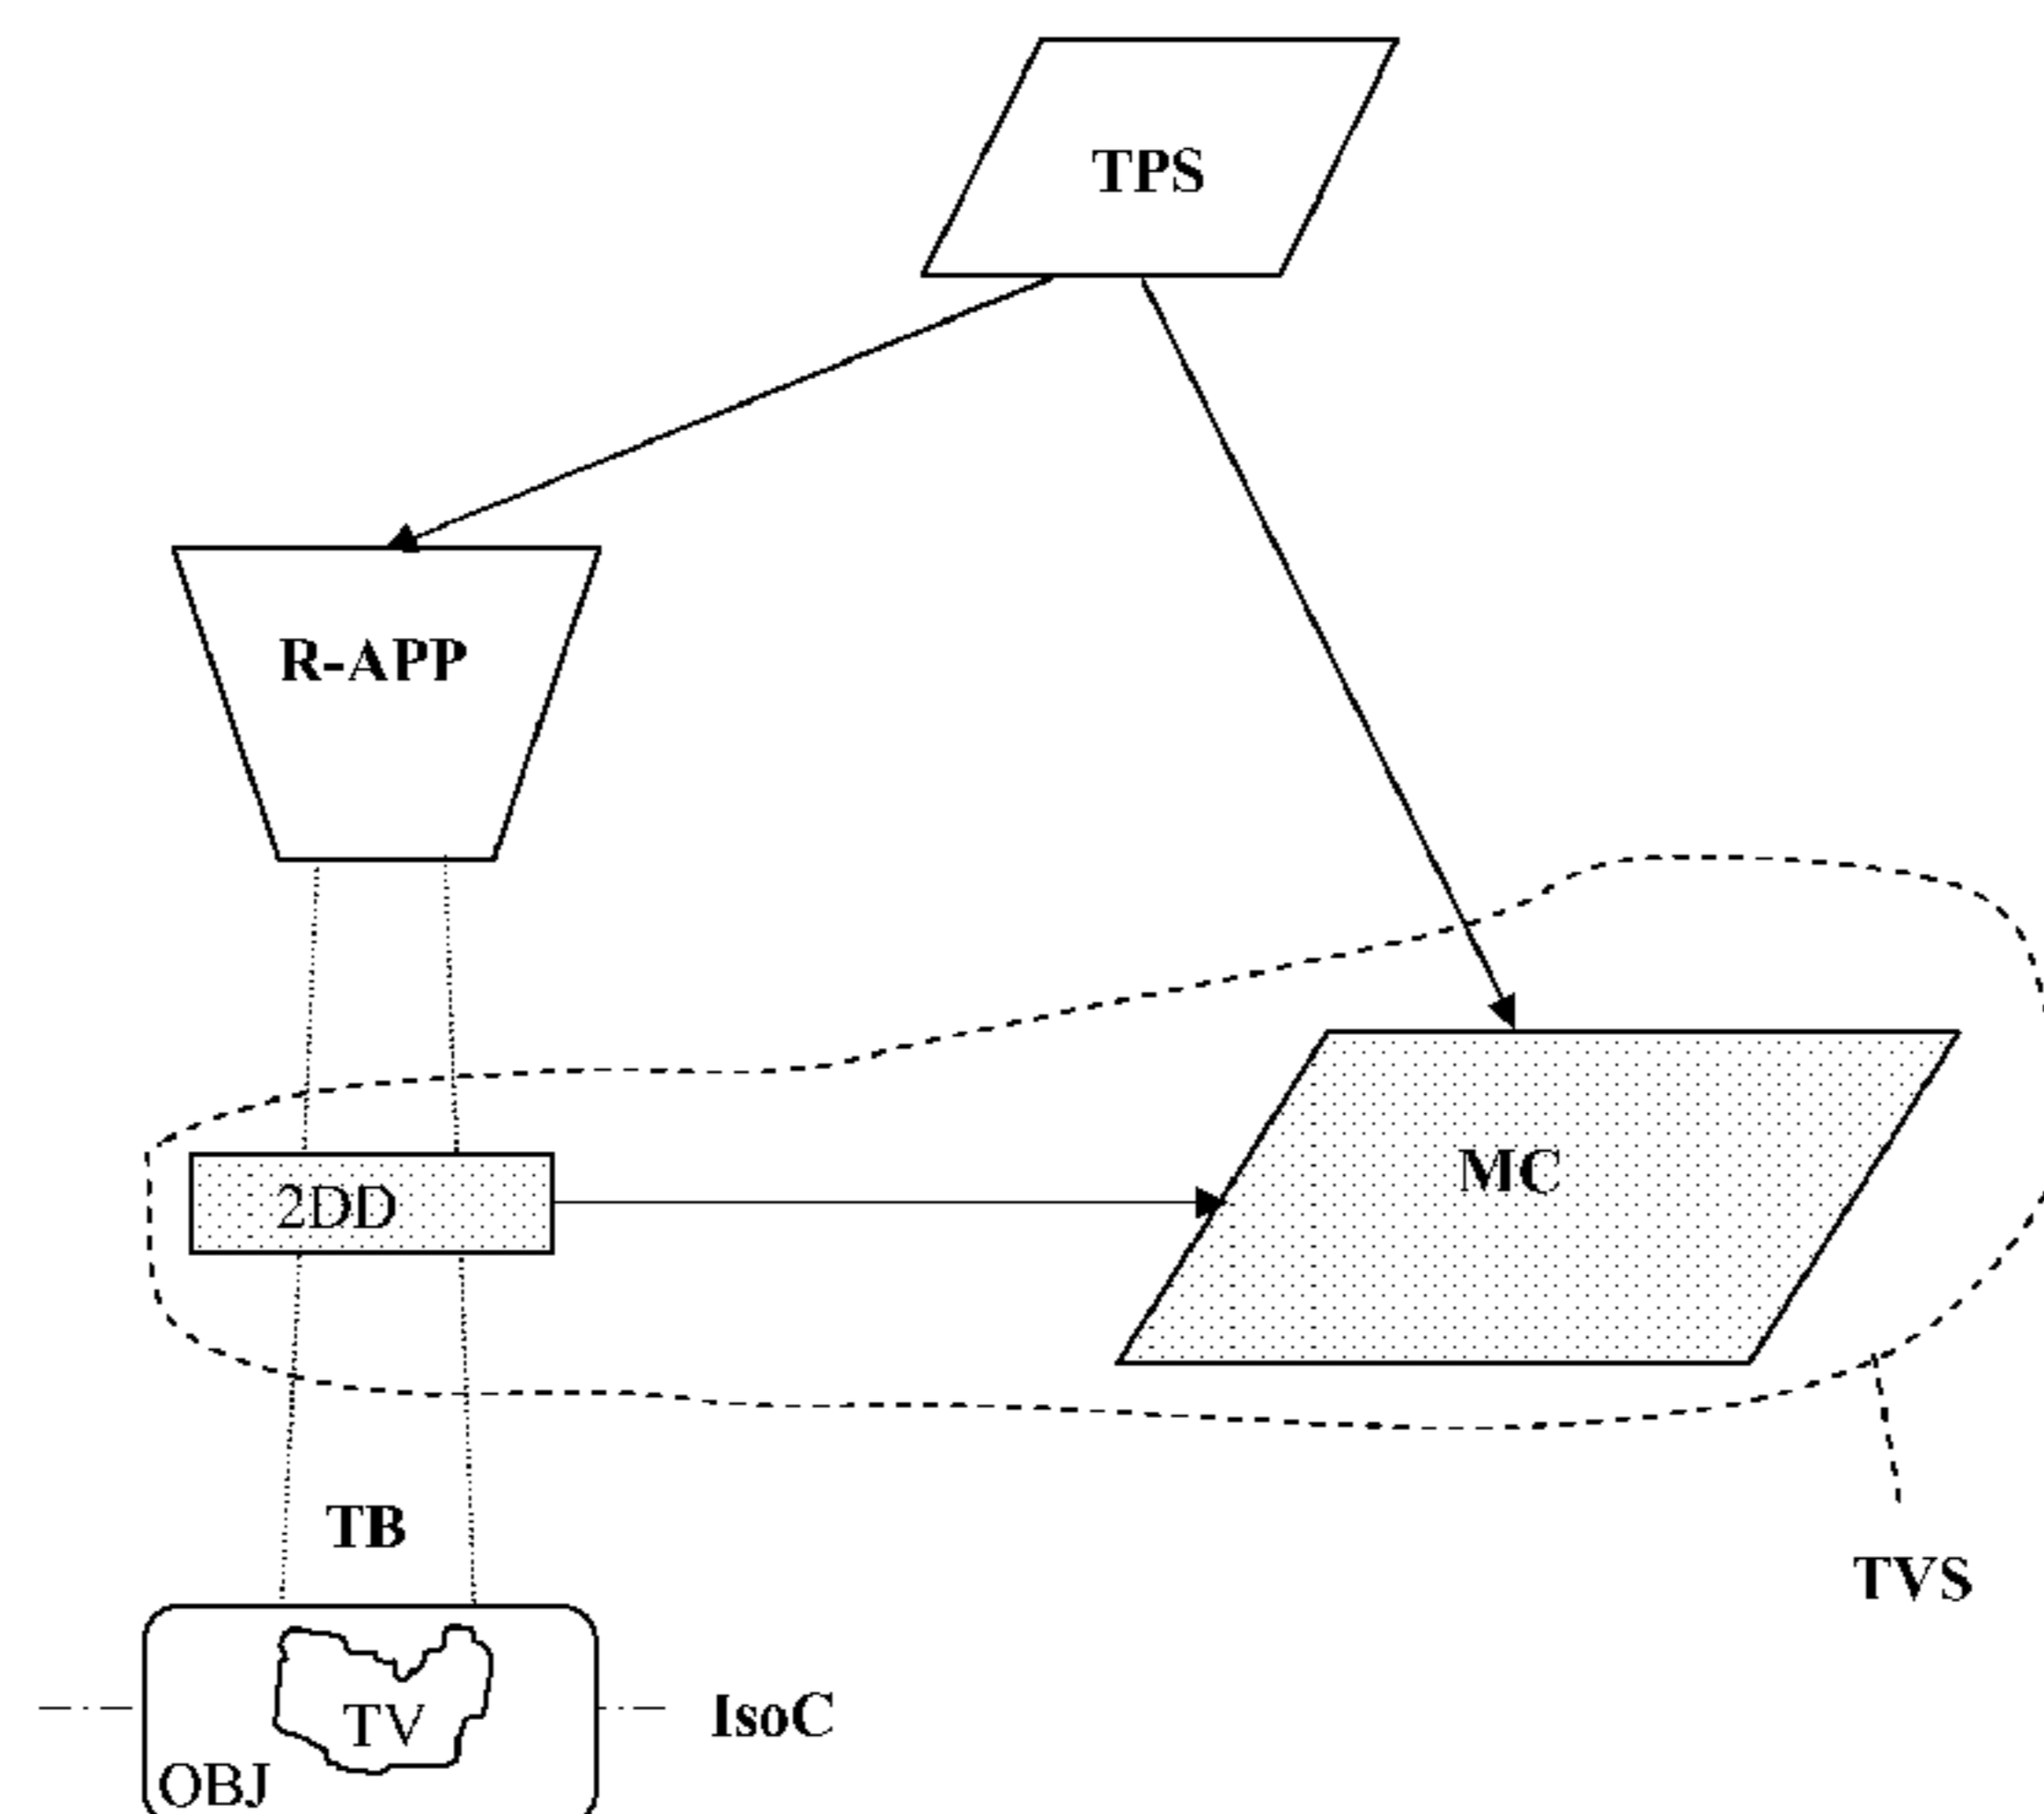 TPS
R-APP
MC
2DD
TB
TVS
TV
IsoC
OBJ